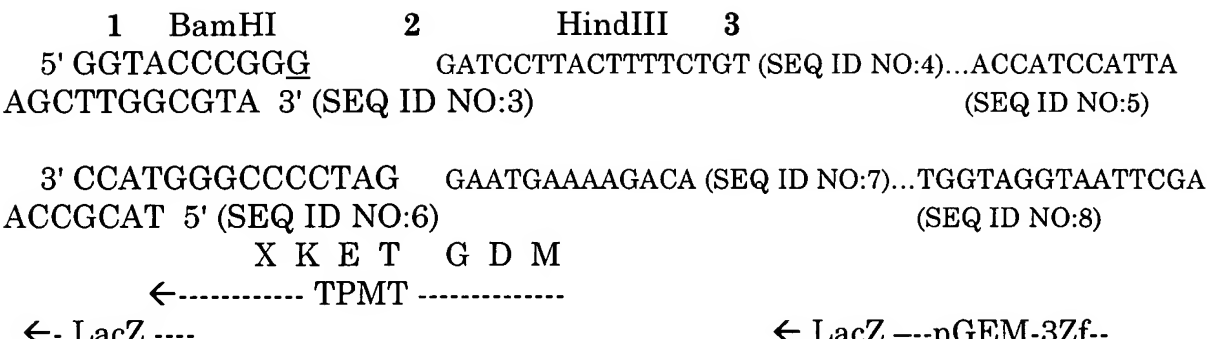 1 BamHI 2 HindIII 3
5' GGTACCCGGG GATCCTTACTTTTCTGT (SEQ ID NO:4)...ACCATCCATTA
AGCTTGGCGTA 3' (SEQ ID NO:3) (SEQ ID NO:5)
3' CCATGGGCCCCTAG GAATGAAAAGACA (SEQ ID NO:7)...TGGTAGGTAATTCGA
ACCGCAT 5' (SEQ ID NO:6) (SEQ ID NO:8)
X K E T G D M
←------------ TPMT --------------
←- LacZ ---- ← LacZ –--pGEM-3Zf--